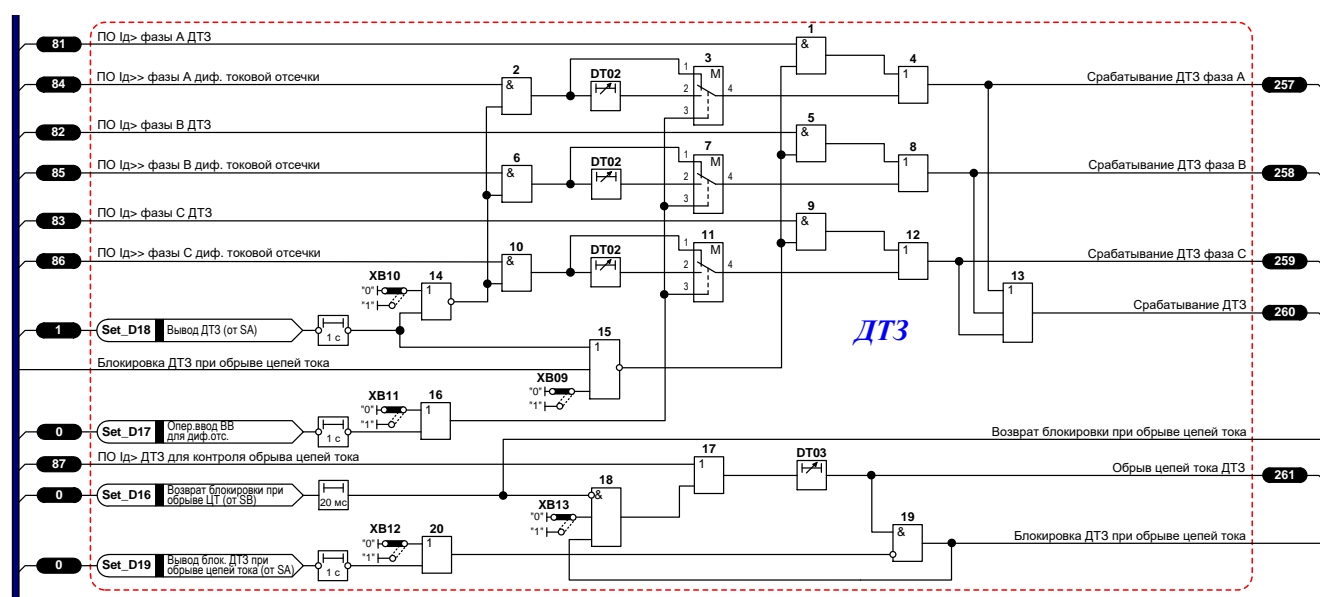 81 ПО Iд> фазы А ДТЗ 1 &
84 ПО Iд>> фазы А диф. токовой отсечки 2 & DT02 3 1 2 3 M 4 4 1 Срабатывание ДТЗ фаза А 257
82 ПО Iд> фазы В ДТЗ 5 &
85 ПО Iд>> фазы В диф. токовой отсечки 6 & DT02 7 1 2 3 M 4 8 1 Срабатывание ДТЗ фаза В 258
83 ПО Iд> фазы С ДТЗ 9 &
86 ПО Iд>> фазы С диф. токовой отсечки 10 & DT02 11 1 2 3 M 4 12 1 Срабатывание ДТЗ фаза С 259
XB10 "0" "1" 14 1
13 1 Срабатывание ДТЗ 260
1 Set_D18 Вывод ДТЗ (от SA) 1 с
ДТЗ
15 1
Блокировка ДТЗ при обрыве цепей тока
XB09 "0" "1"
XB11 "0" "1" 16 1
0 Set_D17 Опер.ввод ВВ
для диф.отс. 1 с
Возврат блокировки при обрыве цепей тока
87 ПО Iд> ДТЗ для контроля обрыва цепей тока 17 1 DT03 Обрыв цепей тока ДТЗ 261
0 Set_D16 Возврат блокировки при
обрыве ЦТ (от SB) 20 мс
18 &
XB13 "0" "1"
XB12 "0" "1" 20 1
19 & Блокировка ДТЗ при обрыве цепей тока
0 Set_D19 Вывод блок. ДТЗ при
обрыве цепей тока (от SA) 1 с